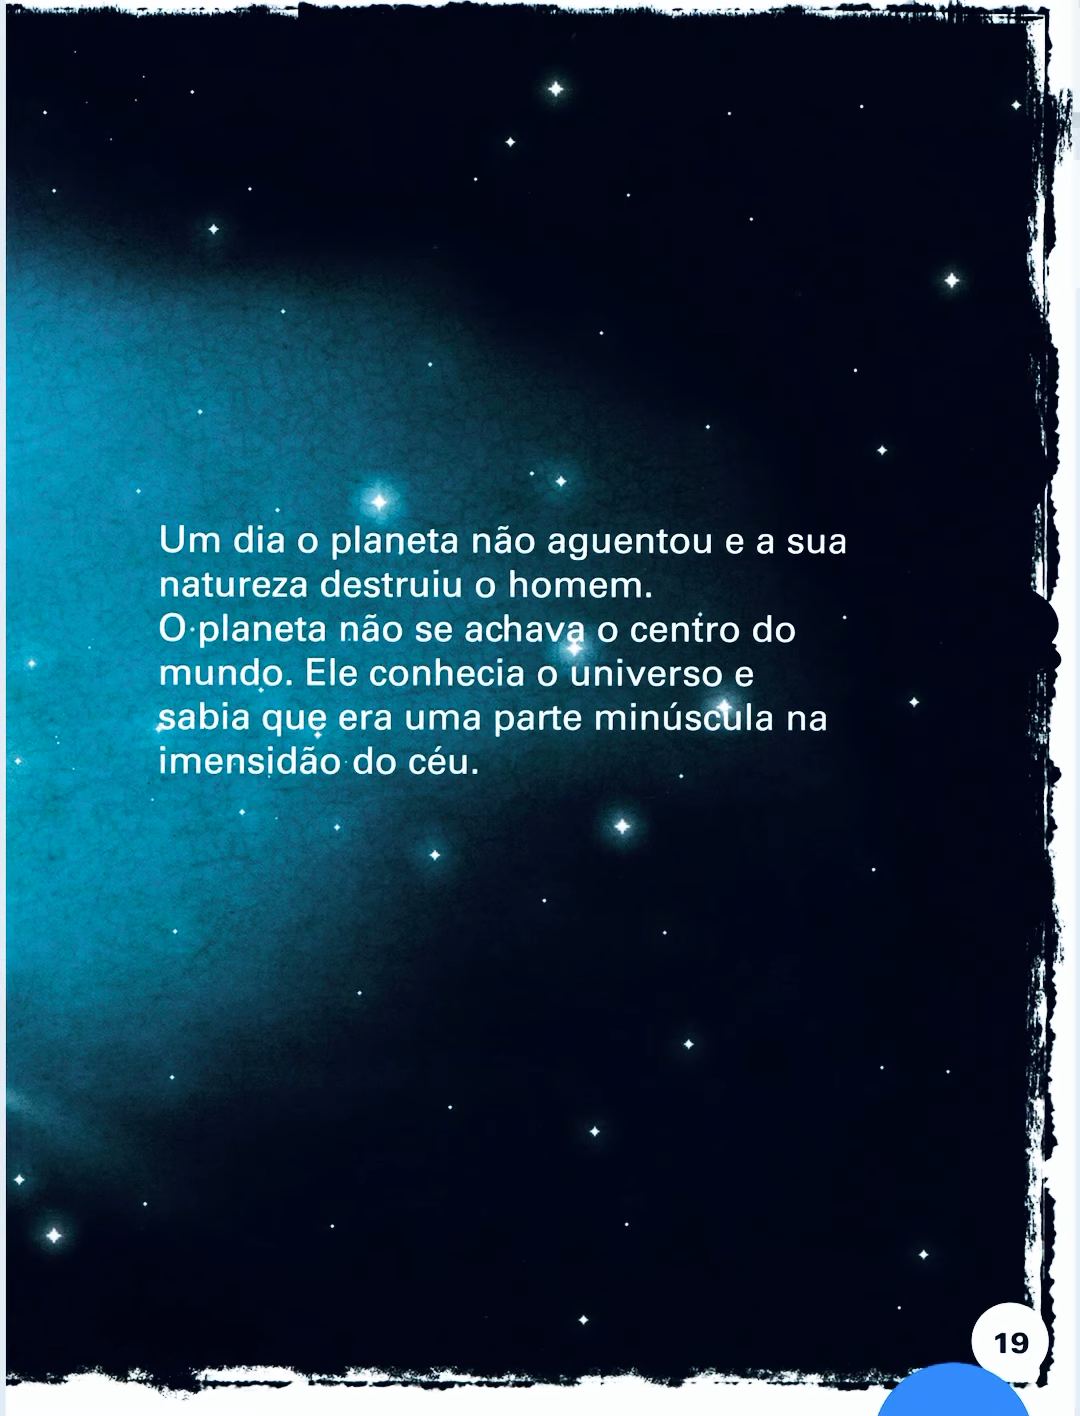 Um dia o planeta não aguentou e a sua
natureza destruiu o homem.
O planeta não se achava o centro do
mundo. Ele conhecia o universo e
sabia que era uma parte minúscula na
imensidão do céu.
19